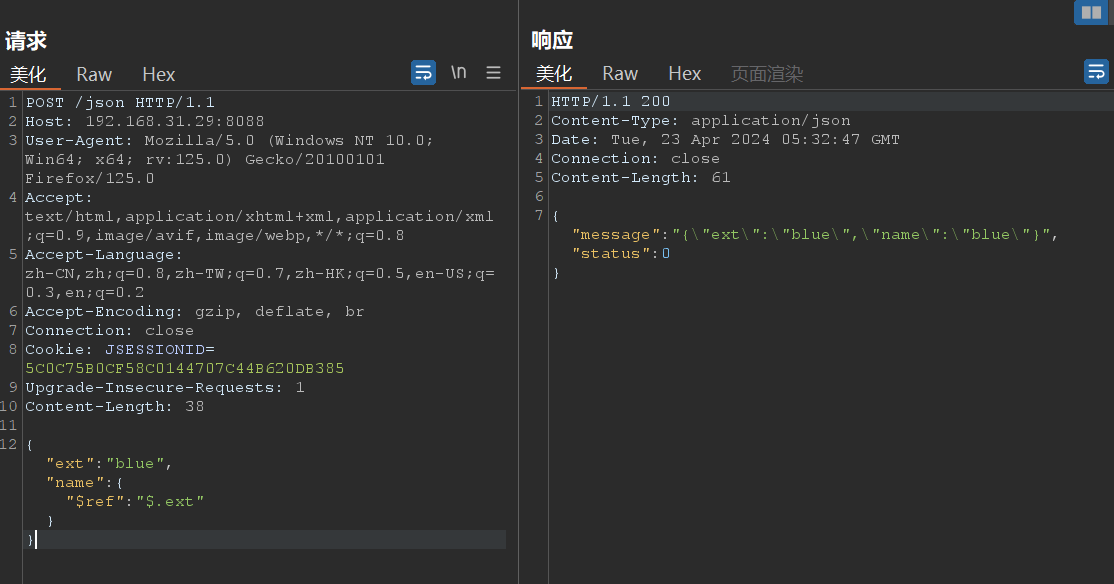 请求
美化 Raw Hex \n
1 POST /json HTTP/1.1
2 Host: 192.168.31.29:8088
3 User-Agent: Mozilla/5.0 (Windows NT 10.0;
Win64; x64; rv:125.0) Gecko/20100101
Firefox/125.0
4 Accept:
text/html,application/xhtml+xml,application/xml
;q=0.9,image/avif,image/webp,*/*;q=0.8
5 Accept-Language:
zh-CN,zh;q=0.8,zh-TW;q=0.7,zh-HK;q=0.5,en-US;q=
0.3,en;q=0.2
6 Accept-Encoding: gzip, deflate, br
7 Connection: close
8 Cookie: JSESSIONID=
5C0C75B0CF58C0144707C44B620DB385
9 Upgrade-Insecure-Requests: 1
10 Content-Length: 38
11
12 {
"ext":"blue",
"name":{
"$ref":"$.ext"
}
}
响应
美化 Raw Hex 页面渲染
1 HTTP/1.1 200
2 Content-Type: application/json
3 Date: Tue, 23 Apr 2024 05:32:47 GMT
4 Connection: close
5 Content-Length: 61
6
7 {
"message":"{\"ext\":\"blue\",\"name\":\"blue\"}",
"status":0
}